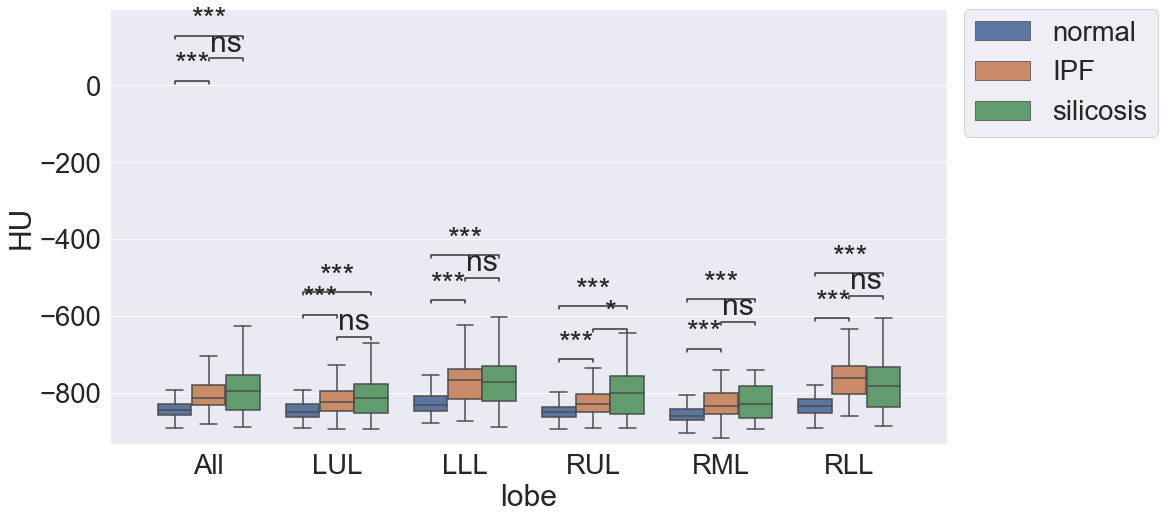 ***
ns
***
0
−200
−400
−600
−800
HU
***
***
ns
***
ns
***
***
*
***
***
ns
***
***
ns
***
All
LUL
LLL
RUL
RML
RLL
lobe
normal
IPF
silicosis